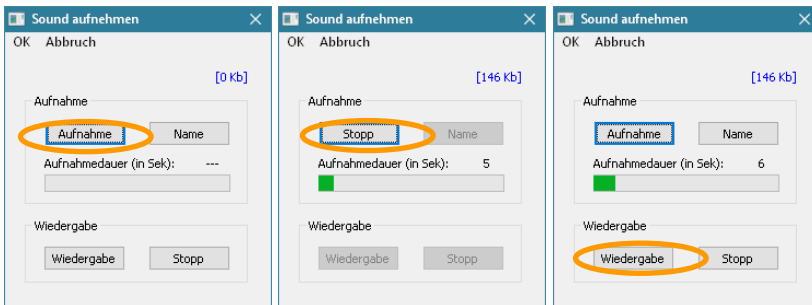 Sound aufnehmen
OK Abbruch
[0 Kb]
Aufnahme
Aufnahme Name
Aufnahmedauer (in Sek): ---
Wiedergabe
Wiedergabe Stopp
Sound aufnehmen
OK Abbruch
[146 Kb]
Aufnahme
Stopp Name
Aufnahmedauer (in Sek): 5
Wiedergabe
Wiedergabe Stopp
Sound aufnehmen
OK Abbruch
[146 Kb]
Aufnahme
Aufnahme Name
Aufnahmedauer (in Sek): 6
Wiedergabe
Wiedergabe Stopp